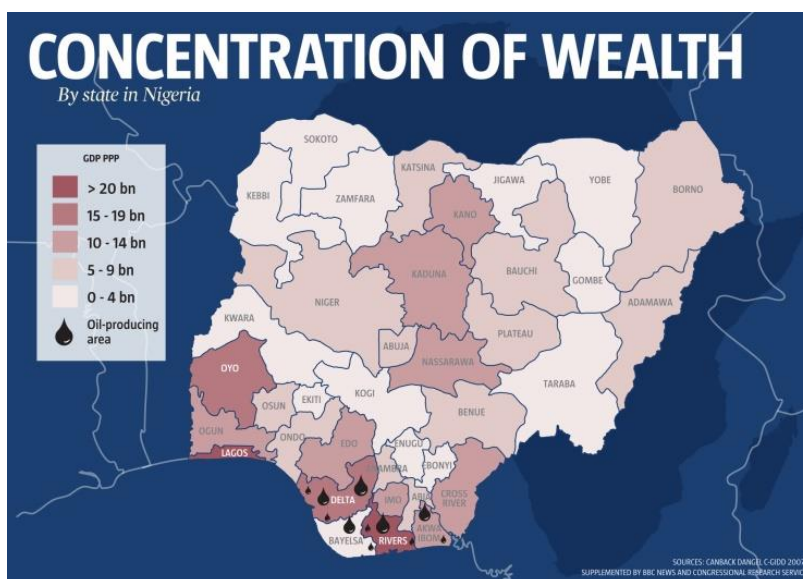 CONCENTRATION OF WEALTH
By state in Nigeria
GDP PPP
> 20 bn
15 - 19 bn
10 - 14 bn
5 - 9 bn
0 - 4 bn
Oil-producing
area
SOKOTO
KATSINA
JIGAWA
YOBE
BORNO
KEBBI
ZAMFARA
KANO
KADUNA
BAUCHI
GOMBE
ADAMAWA
NIGER
KWARA
ABUJA
PLATEAU
NASSARAWA
TARABA
OYO
KOGI
OSUN
EKITI
BENUE
OGUN
ONDO
EDO
ENUGU
LAGOS
EBONYI
DELTA
IMO
ABIA
CROSS
RIVER
AKWA
IBOM
BAYELSA
RIVERS
SOURCES: CANBACK DANGEL C-GIDD
SUPPLEMENTED BY BBC NEWS AND CONGRESSIONAL RESEARCH